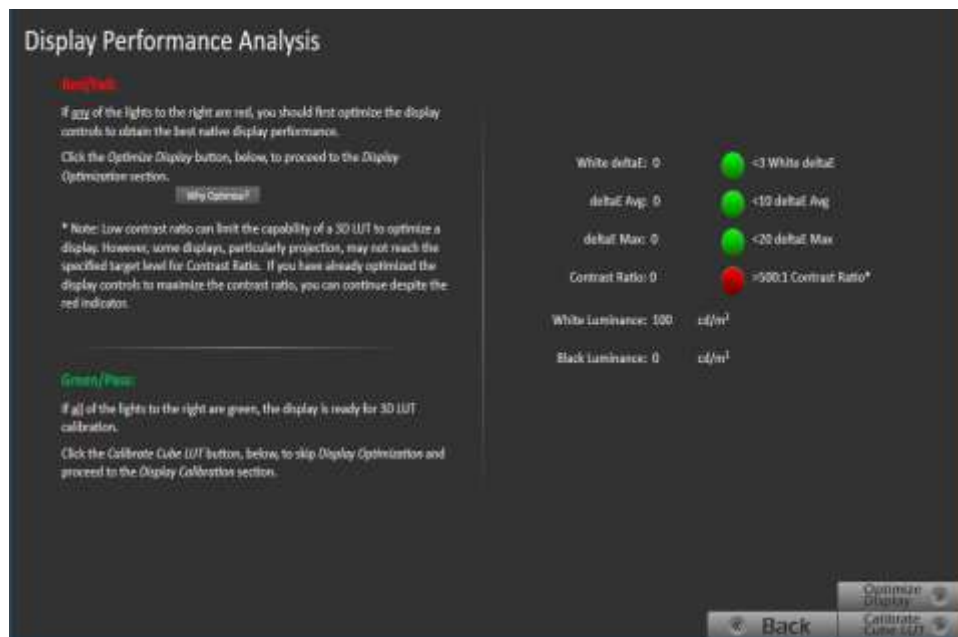 Display Performance Analysis
Red/Fail:
If any of the lights to the right are red, you should first optimize the display
controls to obtain the best native display performance.
Click the Optimize Display button, below, to proceed to the Display
Optimization section.
Why Optimize?
* Note: Low contrast ratio can limit the capability of a 3D LUT to optimize a
display. However, some displays, particularly projection, may not reach the
specified target level for Contrast Ratio. If you have already optimized the
display controls to maximize the contrast ratio, you can continue despite the
red indicator.
Green/Pass:
If all of the lights to the right are green, the display is ready for 3D LUT
calibration.
Click the Calibrate Cube LUT button, below, to skip Display Optimization and
proceed to the Display Calibration section.
White deltaE: 0 <3 White deltaE
deltaE Avg: 0 <10 deltaE Avg
deltaE Max: 0 <20 deltaE Max
Contrast Ratio: 0 >500:1 Contrast Ratio*
White Luminance: 100 cd/m²
Black Luminance: 0 cd/m²
Optimize
Display
Back
Calibrate
Cube LUT